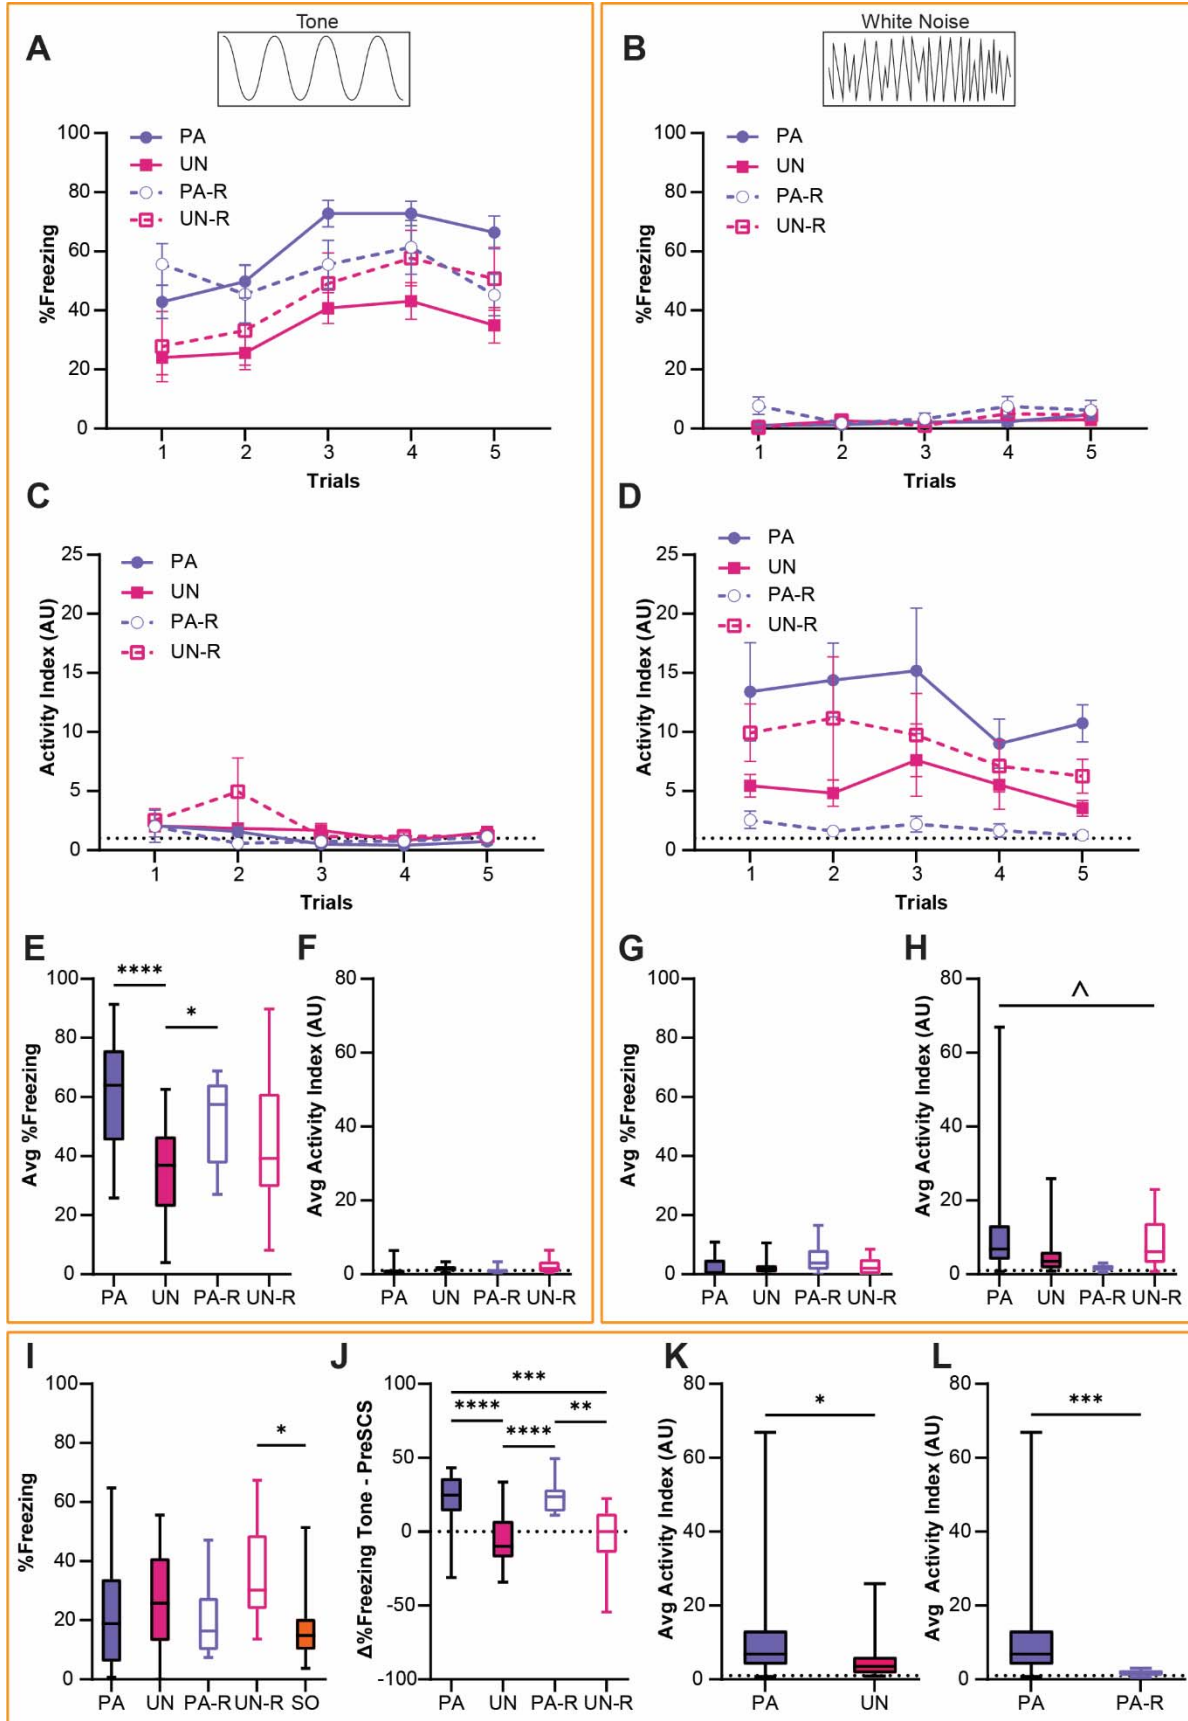 A
Tone
PA
UN
PA-R
UN-R
%Freezing
100
80
60
40
20
0
1 2 3 4 5
Trials
B
White Noise
PA
UN
PA-R
UN-R
%Freezing
100
80
60
40
20
0
1 2 3 4 5
Trials
C
PA
UN
PA-R
UN-R
Activity Index (AU)
25
20
15
10
5
0
1 2 3 4 5
Trials
D
PA
UN
PA-R
UN-R
Activity Index (AU)
25
20
15
10
5
0
1 2 3 4 5
Trials
E
Avg %Freezing
100
80
60
40
20
0
****
*
PA UN PA-R UN-R
F
Avg Activity Index (AU)
80
60
40
20
0
PA UN PA-R UN-R
G
Avg %Freezing
100
80
60
40
20
0
PA UN PA-R UN-R
H
Avg Activity Index (AU)
80
60
40
20
0
^
PA UN PA-R UN-R
I
%Freezing
100
80
60
40
20
0
*
PA UN PA-R UN-R SO
J
Δ%Freezing Tone - PreSCS
100
50
0
-50
-100
***
**** **
****
PA UN PA-R UN-R
K
Avg Activity Index (AU)
80
60
40
20
0
*
PA UN
L
Avg Activity Index (AU)
80
60
40
20
0
***
PA PA-R